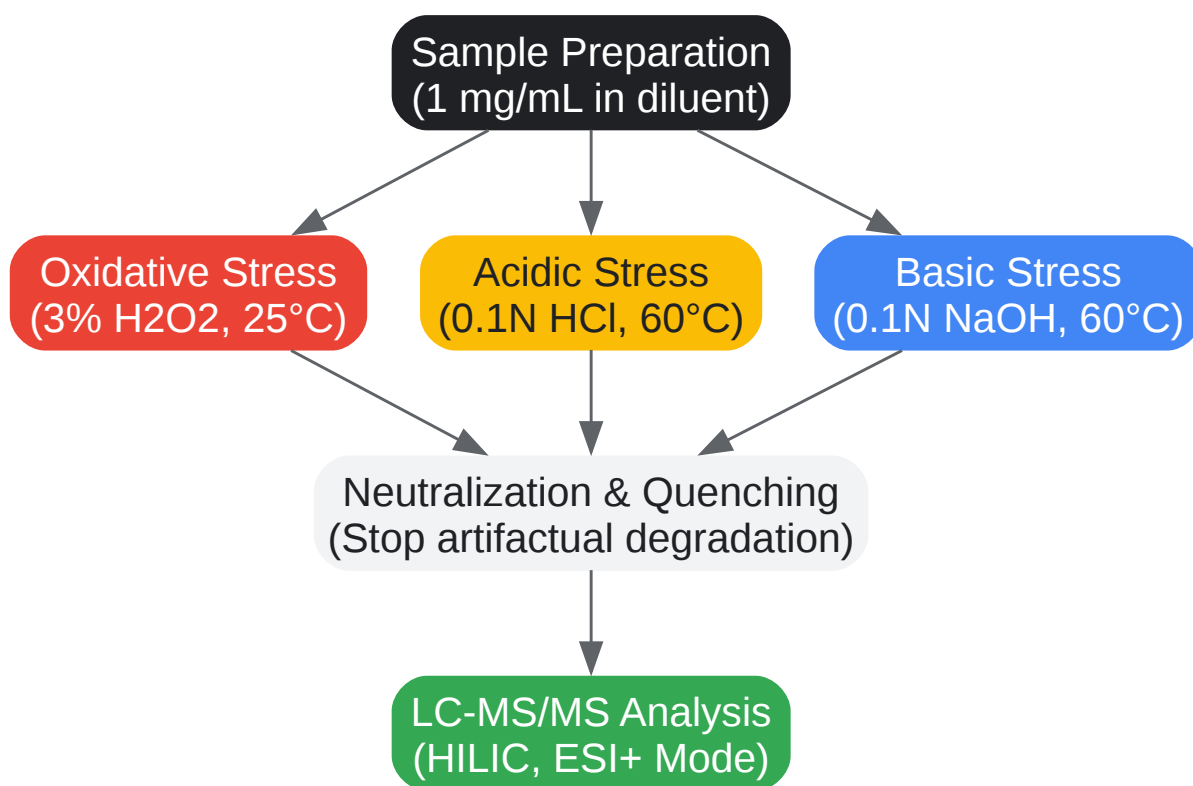 Sample Preparation
(1 mg/mL in diluent)
Oxidative Stress
(3% H2O2, 25°C)
Acidic Stress
(0.1N HCl, 60°C)
Basic Stress
(0.1N NaOH, 60°C)
Neutralization & Quenching
(Stop artifactual degradation)
LC-MS/MS Analysis
(HILIC, ESI+ Mode)